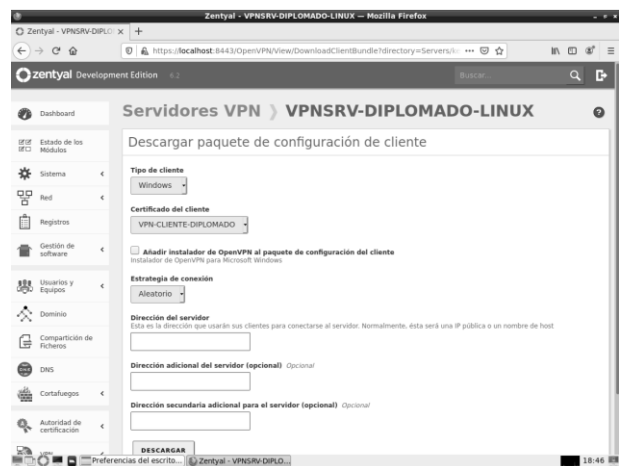 Zentyal - VPNSRV-DIPLOMADO-LINUX — Mozilla Firefox
Zentyal - VPNSRV-DIPLO
https://localhost:8443/OpenVPN/View/DownloadClientBundle?directory=Servers/
zentyal Development Edition 6.2
Buscar...
Dashboard
Estado de los
Módulos
Sistema
Red
Registros
Gestión de
software
Usuarios y
Equipos
Dominio
Compartición de
Ficheros
DNS
Cortafuegos
Autoridad de
certificación
VPN
Servidores VPN VPNSRV-DIPLOMADO-LINUX
Descargar paquete de configuración de cliente
Tipo de cliente
Windows
Certificado del cliente
VPN-CLIENTE-DIPLOMADO
Añadir instalador de OpenVPN al paquete de configuración del cliente
Instalador de OpenVPN para Microsoft Windows
Estrategia de conexión
Aleatorio
Dirección del servidor
Esta es la dirección que usarán sus clientes para conectarse al servidor. Normalmente, ésta será una IP pública o un nombre de host
Dirección adicional del servidor (opcional) Opcional
Dirección secundaria adicional para el servidor (opcional) Opcional
DESCARGAR
Preferencias del escrito...
Zentyal - VPNSRV-DIPLO...
18:46